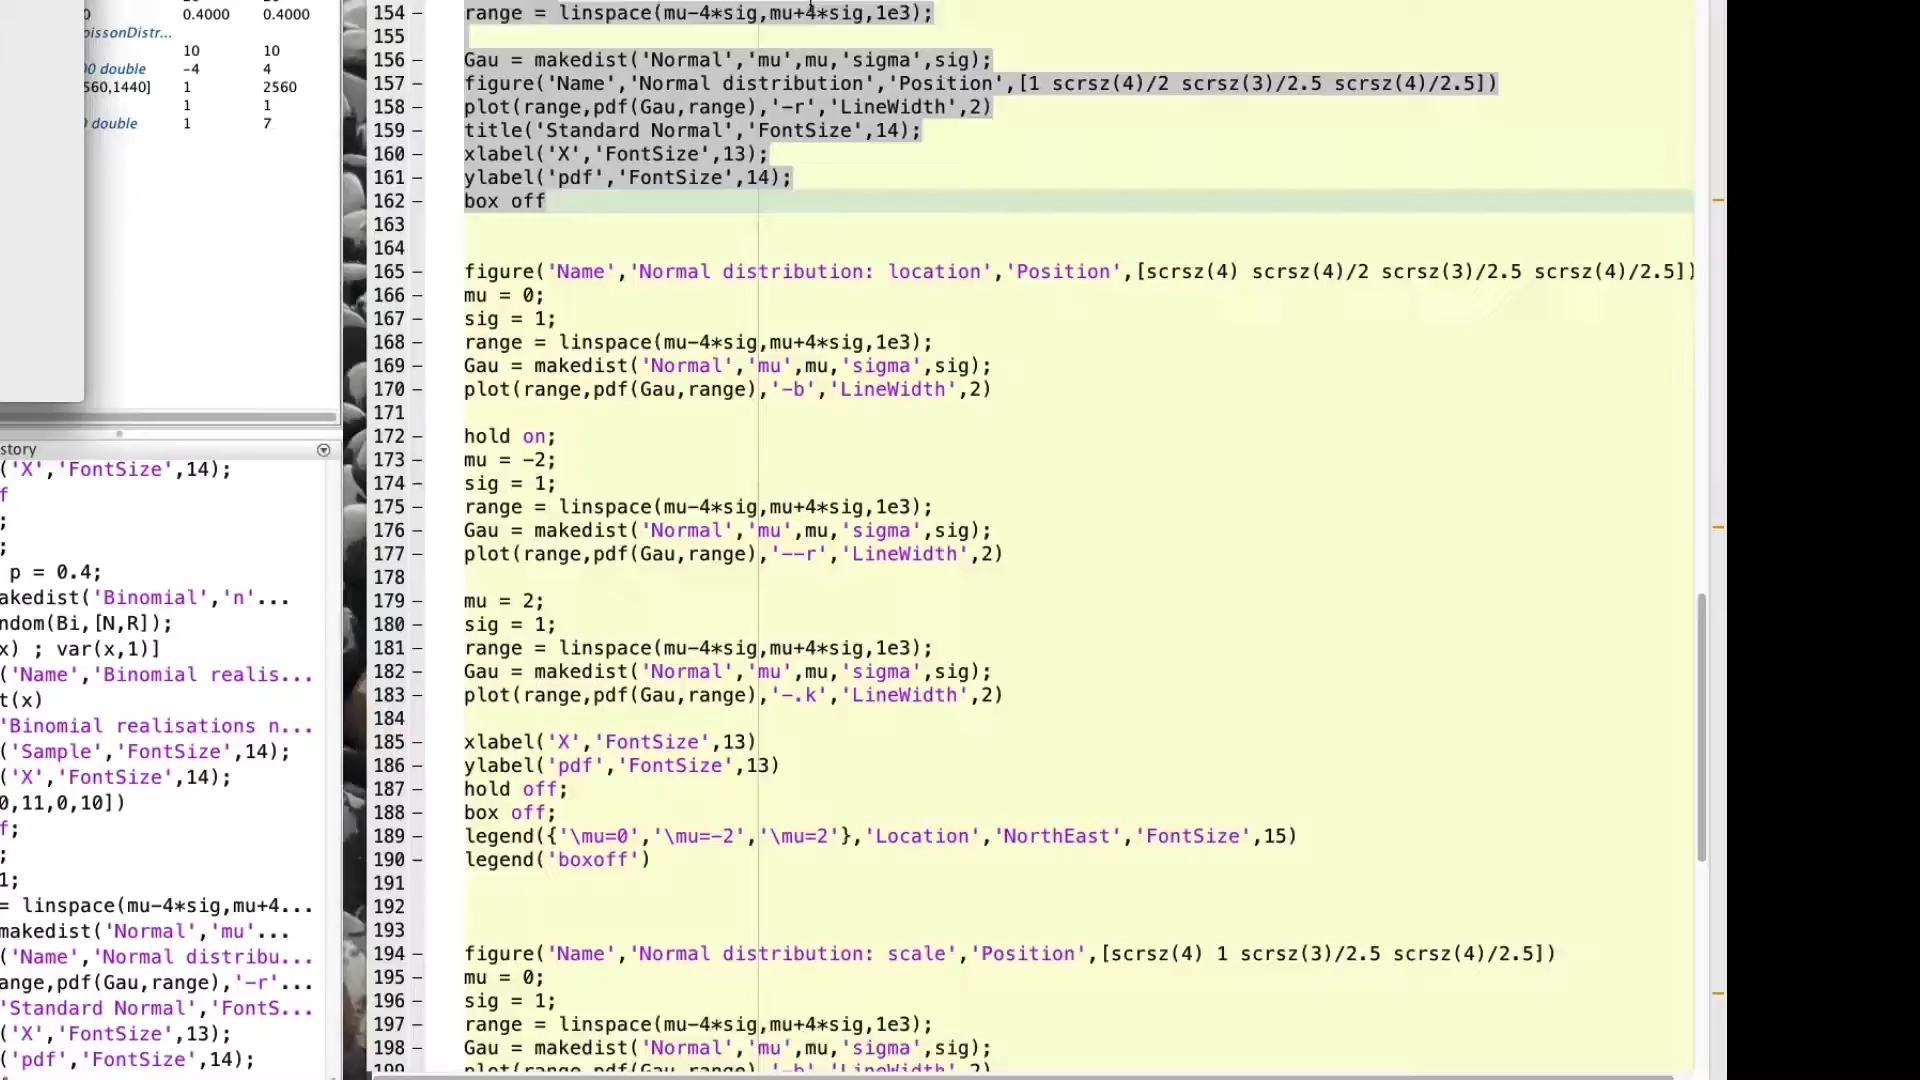 0.4000 0.4000
oissonDistr...
10 10
00 double -4 4
560,1440] 1 2560
1 1
double 1 7
story
('X','FontSize',14);
f
;
;
p = 0.4;
akedist('Binomial','n'...
ndom(Bi,[N,R]);
x) ; var(x,1)]
('Name','Binomial realis...
t(x)
'Binomial realisations n...
('Sample','FontSize',14);
('X','FontSize',14);
0,11,0,10])
f;
;
1;
= linspace(mu-4*sig,mu+4...
makedist('Normal','mu'...
('Name','Normal distribu...
ange,pdf(Gau,range),'-r'...
'Standard Normal','FontS...
('X','FontSize',13);
('pdf','FontSize',14);
154 - range = linspace(mu-4*sig,mu+4*sig,1e3);
155
156 - Gau = makedist('Normal','mu',mu,'sigma',sig);
157 - figure('Name','Normal distribution','Position',[1 scrsz(4)/2 scrsz(3)/2.5 scrsz(4)/2.5])
158 - plot(range,pdf(Gau,range),'-r','LineWidth',2)
159 - title('Standard Normal','FontSize',14);
160 - xlabel('X','FontSize',13);
161 - ylabel('pdf','FontSize',14);
162 - box off
163
164
165 - figure('Name','Normal distribution: location','Position',[scrsz(4) scrsz(4)/2 scrsz(3)/2.5 scrsz(4)/2.5])
166 - mu = 0;
167 - sig = 1;
168 - range = linspace(mu-4*sig,mu+4*sig,1e3);
169 - Gau = makedist('Normal','mu',mu,'sigma',sig);
170 - plot(range,pdf(Gau,range),'-b','LineWidth',2)
171
172 - hold on;
173 - mu = -2;
174 - sig = 1;
175 - range = linspace(mu-4*sig,mu+4*sig,1e3);
176 - Gau = makedist('Normal','mu',mu,'sigma',sig);
177 - plot(range,pdf(Gau,range),'--r','LineWidth',2)
178
179 - mu = 2;
180 - sig = 1;
181 - range = linspace(mu-4*sig,mu+4*sig,1e3);
182 - Gau = makedist('Normal','mu',mu,'sigma',sig);
183 - plot(range,pdf(Gau,range),'-.k','LineWidth',2)
184
185 - xlabel('X','FontSize',13)
186 - ylabel('pdf','FontSize',13)
187 - hold off;
188 - box off;
189 - legend({'\mu=0','\mu=-2','\mu=2'},'Location','NorthEast','FontSize',15)
190 - legend('boxoff')
191
192
193
194 - figure('Name','Normal distribution: scale','Position',[scrsz(4) 1 scrsz(3)/2.5 scrsz(4)/2.5])
195 - mu = 0;
196 - sig = 1;
197 - range = linspace(mu-4*sig,mu+4*sig,1e3);
198 - Gau = makedist('Normal','mu',mu,'sigma',sig);
199 - plot(range,pdf(Gau,range),'-b','LineWidth',2)